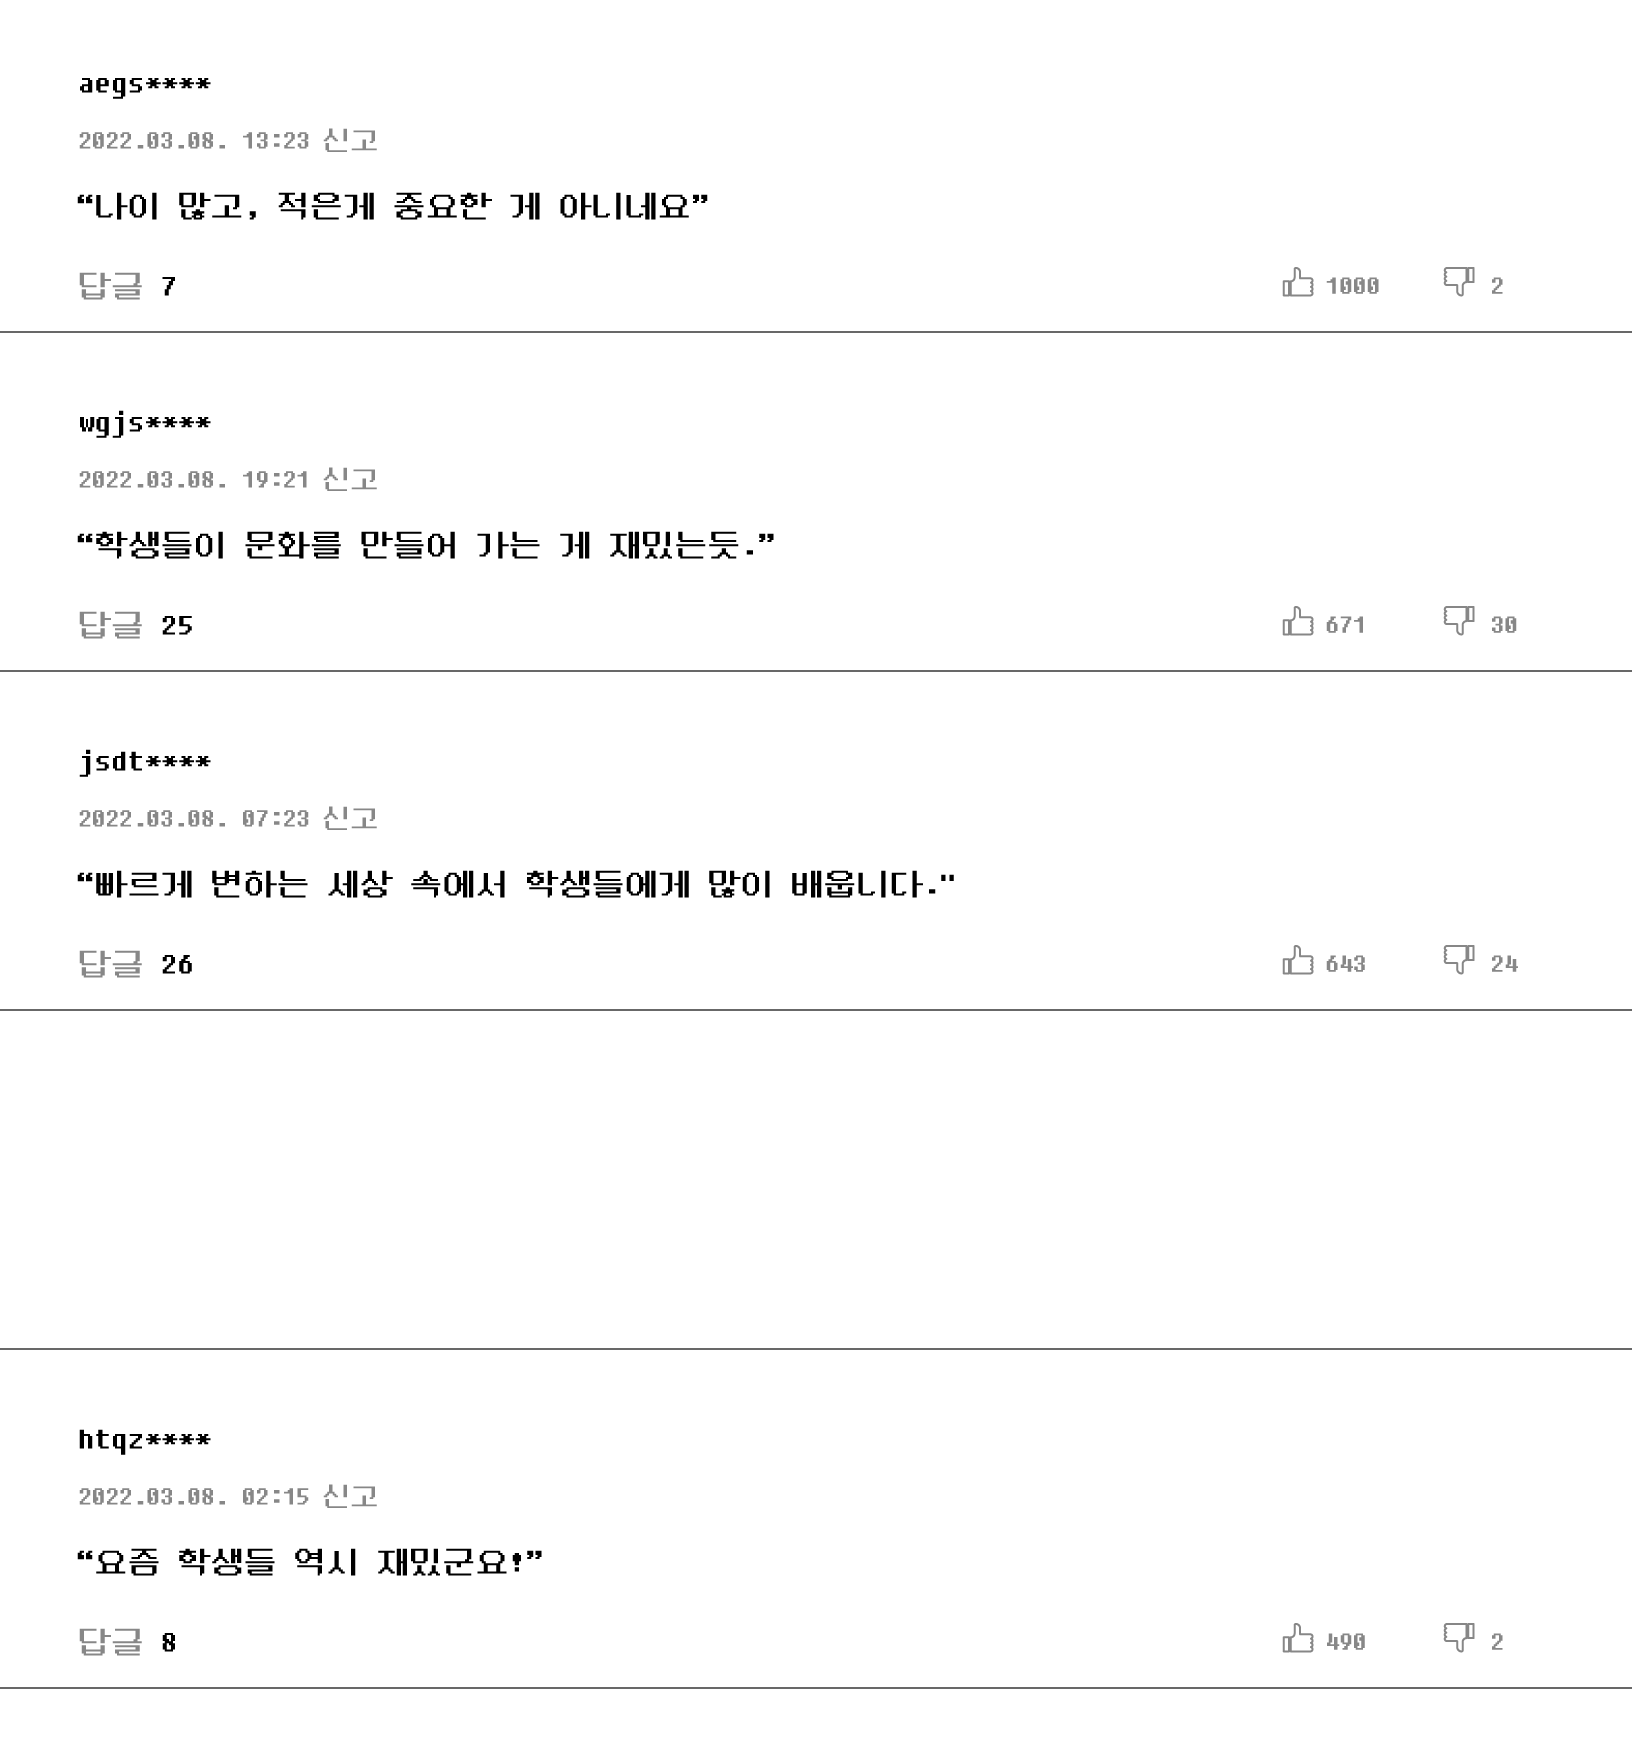 aegs****
2022.03.08. 13:23 신고
“나이 많고, 적은게 중요한 게 아니네요”
답글 7 1000 2
wgjs****
2022.03.08. 19:21 신고
“학생들이 문화를 만들어 가는 게 재밌는듯.”
답글 25 671 30
jsdt****
2022.03.08. 07:23 신고
“빠르게 변하는 세상 속에서 학생들에게 많이 배웁니다."
답글 26 643 24
htqz****
2022.03.08. 02:15 신고
“요즘 학생들 역시 재밌군요!”
답글 8 490 2